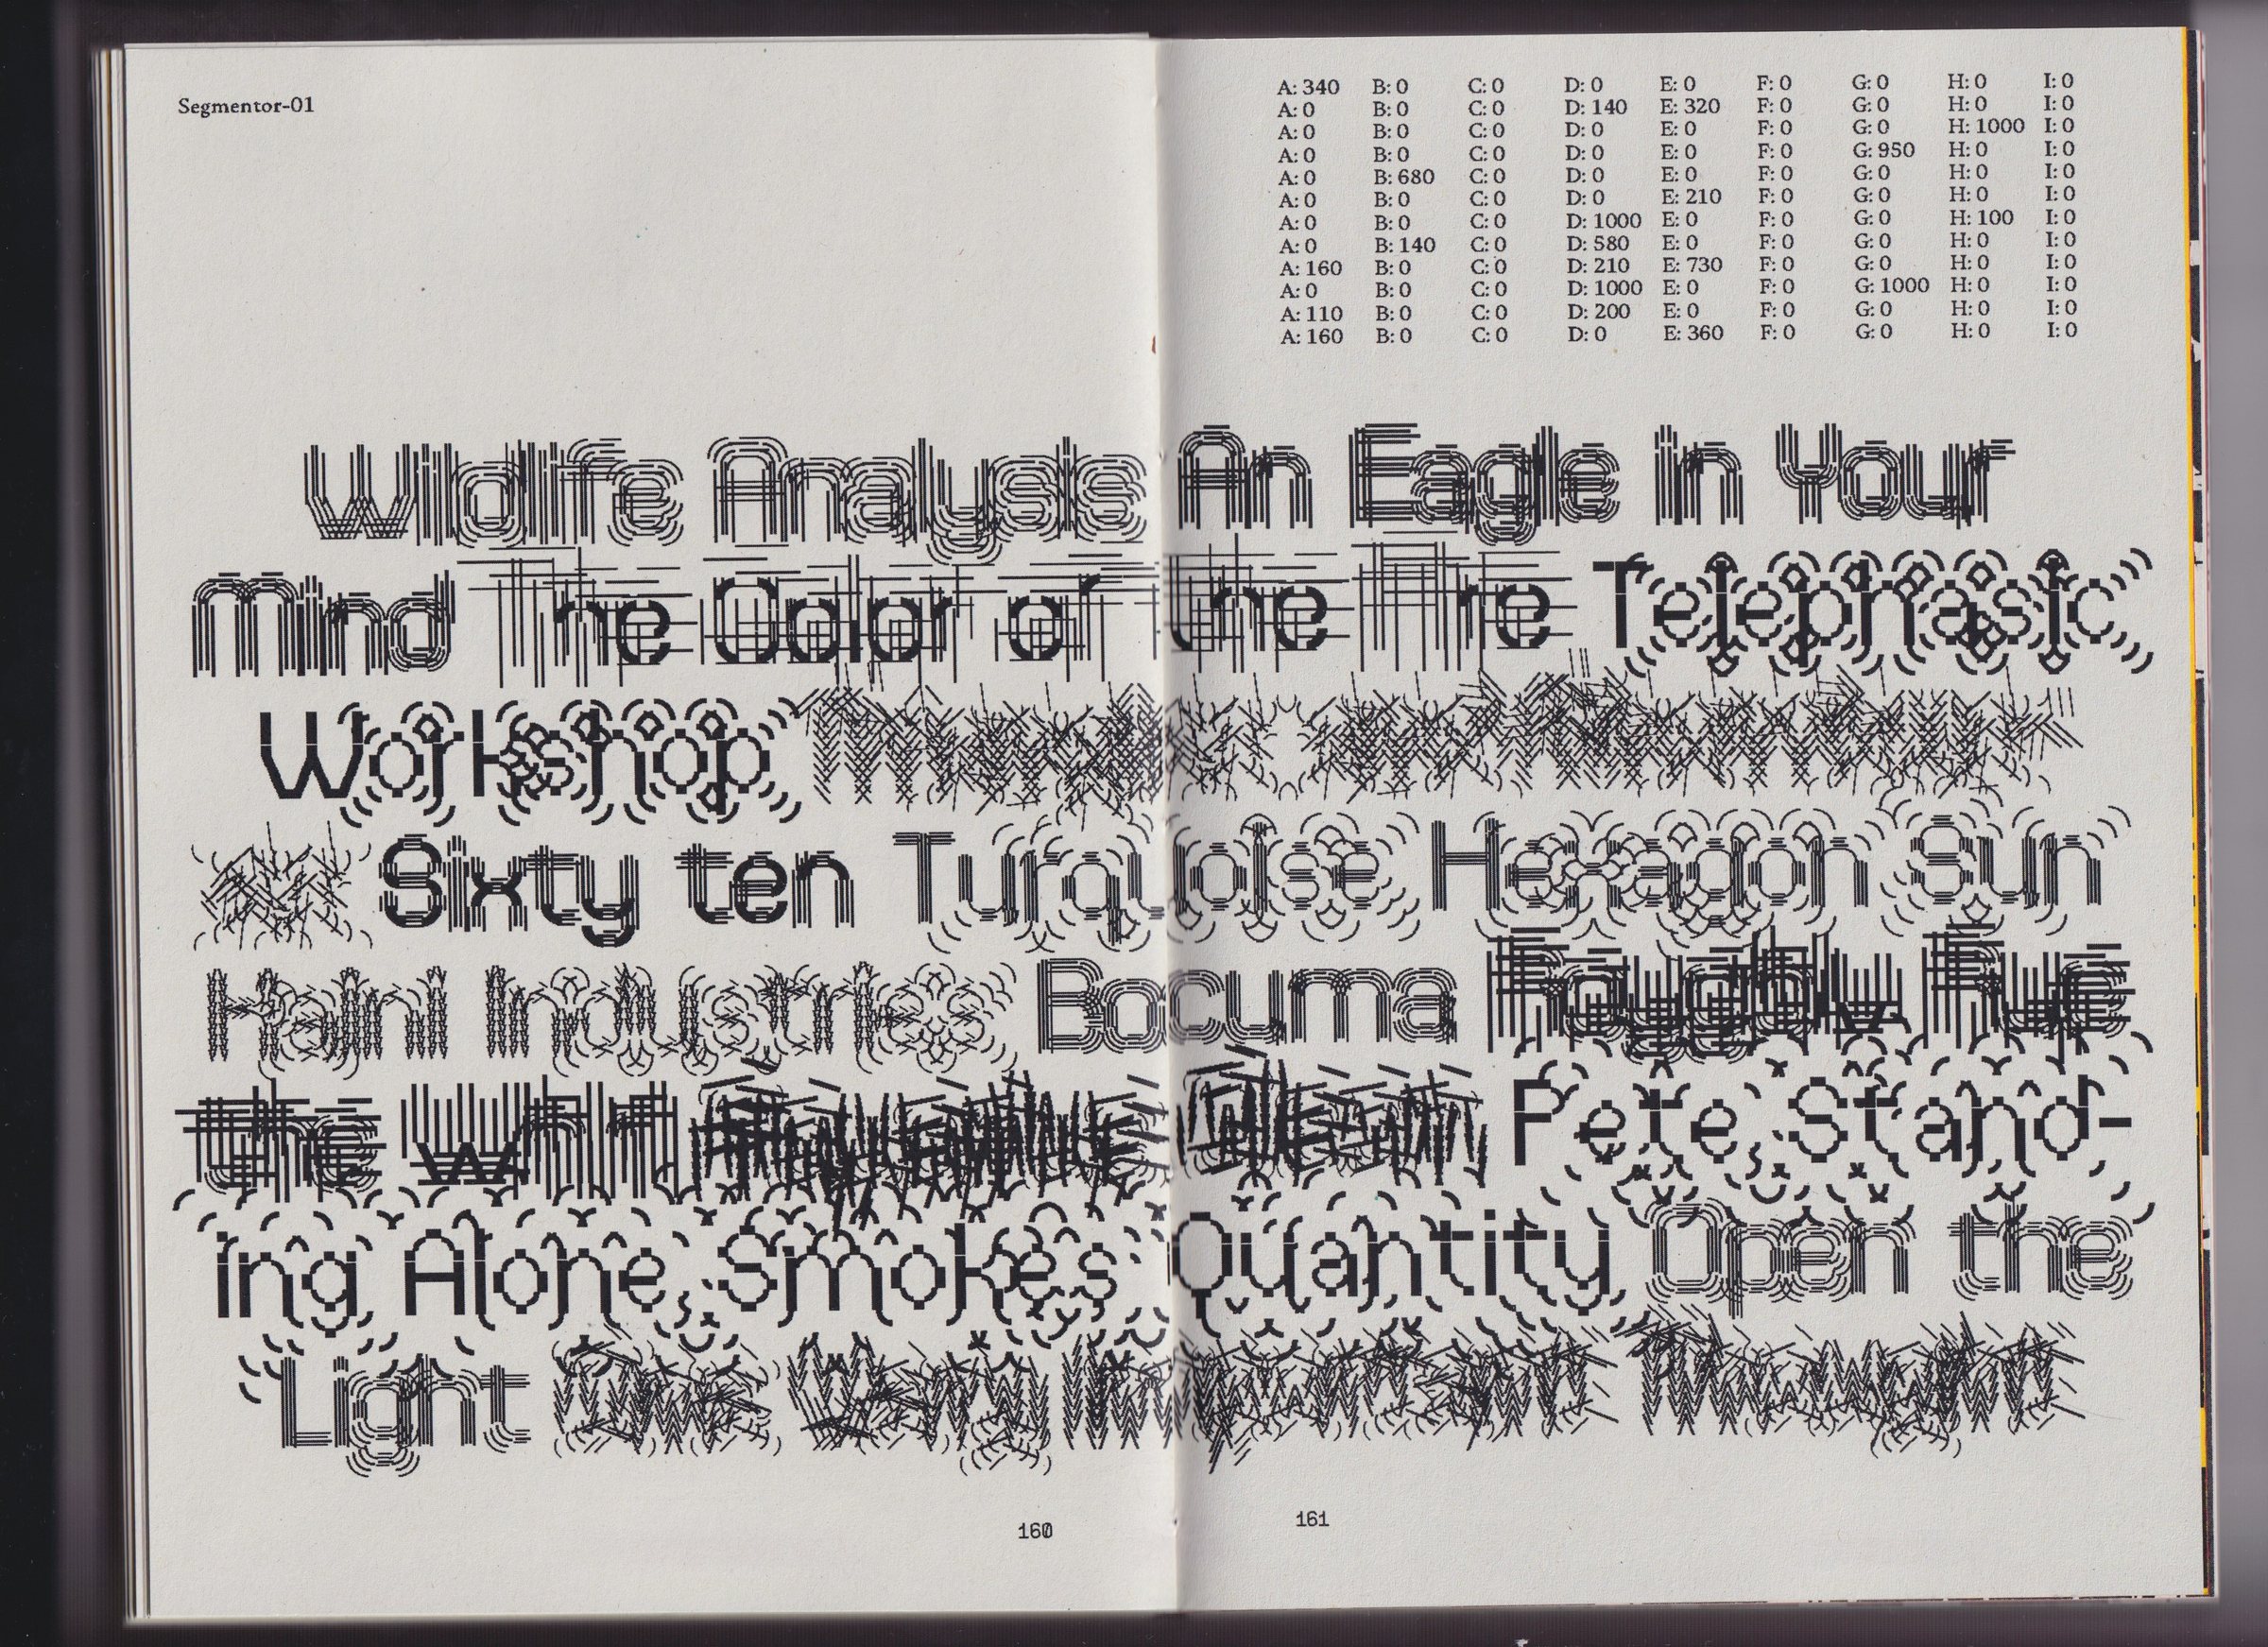 Segmentor-01
A: 340 B: 0 C: 0 D: 0 E: 0 F: 0 G: 0 H: 0 I: 0
A: 0 B: 0 C: 0 D: 140 E: 320 F: 0 G: 0 H: 0 I: 0
A: 0 B: 0 C: 0 D: 0 E: 0 F: 0 G: 0 H: 1000 I: 0
A: 0 B: 0 C: 0 D: 0 E: 0 F: 0 G: 950 H: 0 I: 0
A: 0 B: 680 C: 0 D: 0 E: 0 F: 0 G: 0 H: 0 I: 0
A: 0 B: 0 C: 0 D: 0 E: 210 F: 0 G: 0 H: 0 I: 0
A: 0 B: 0 C: 0 D: 1000 E: 0 F: 0 G: 0 H: 100 I: 0
A: 0 B: 140 C: 0 D: 580 E: 0 F: 0 G: 0 H: 0 I: 0
A: 160 B: 0 C: 0 D: 210 E: 730 F: 0 G: 0 H: 0 I: 0
A: 0 B: 0 C: 0 D: 1000 E: 0 F: 0 G: 1000 H: 0 I: 0
A: 110 B: 0 C: 0 D: 200 E: 0 F: 0 G: 0 H: 0 I: 0
A: 160 B: 0 C: 0 D: 0 E: 360 F: 0 G: 0 H: 0 I: 0
Wildlife Analysis An Eagle in Your
Mind The Color of the Fire Telephasic
Workshop
Sixty ten Turquoise Hexagon Sun
Kaini Industries Bocuma Roygbiv Rue
the whirl Pete Stand-
ing Alone Smokes Quantity Open the
Light
160
161